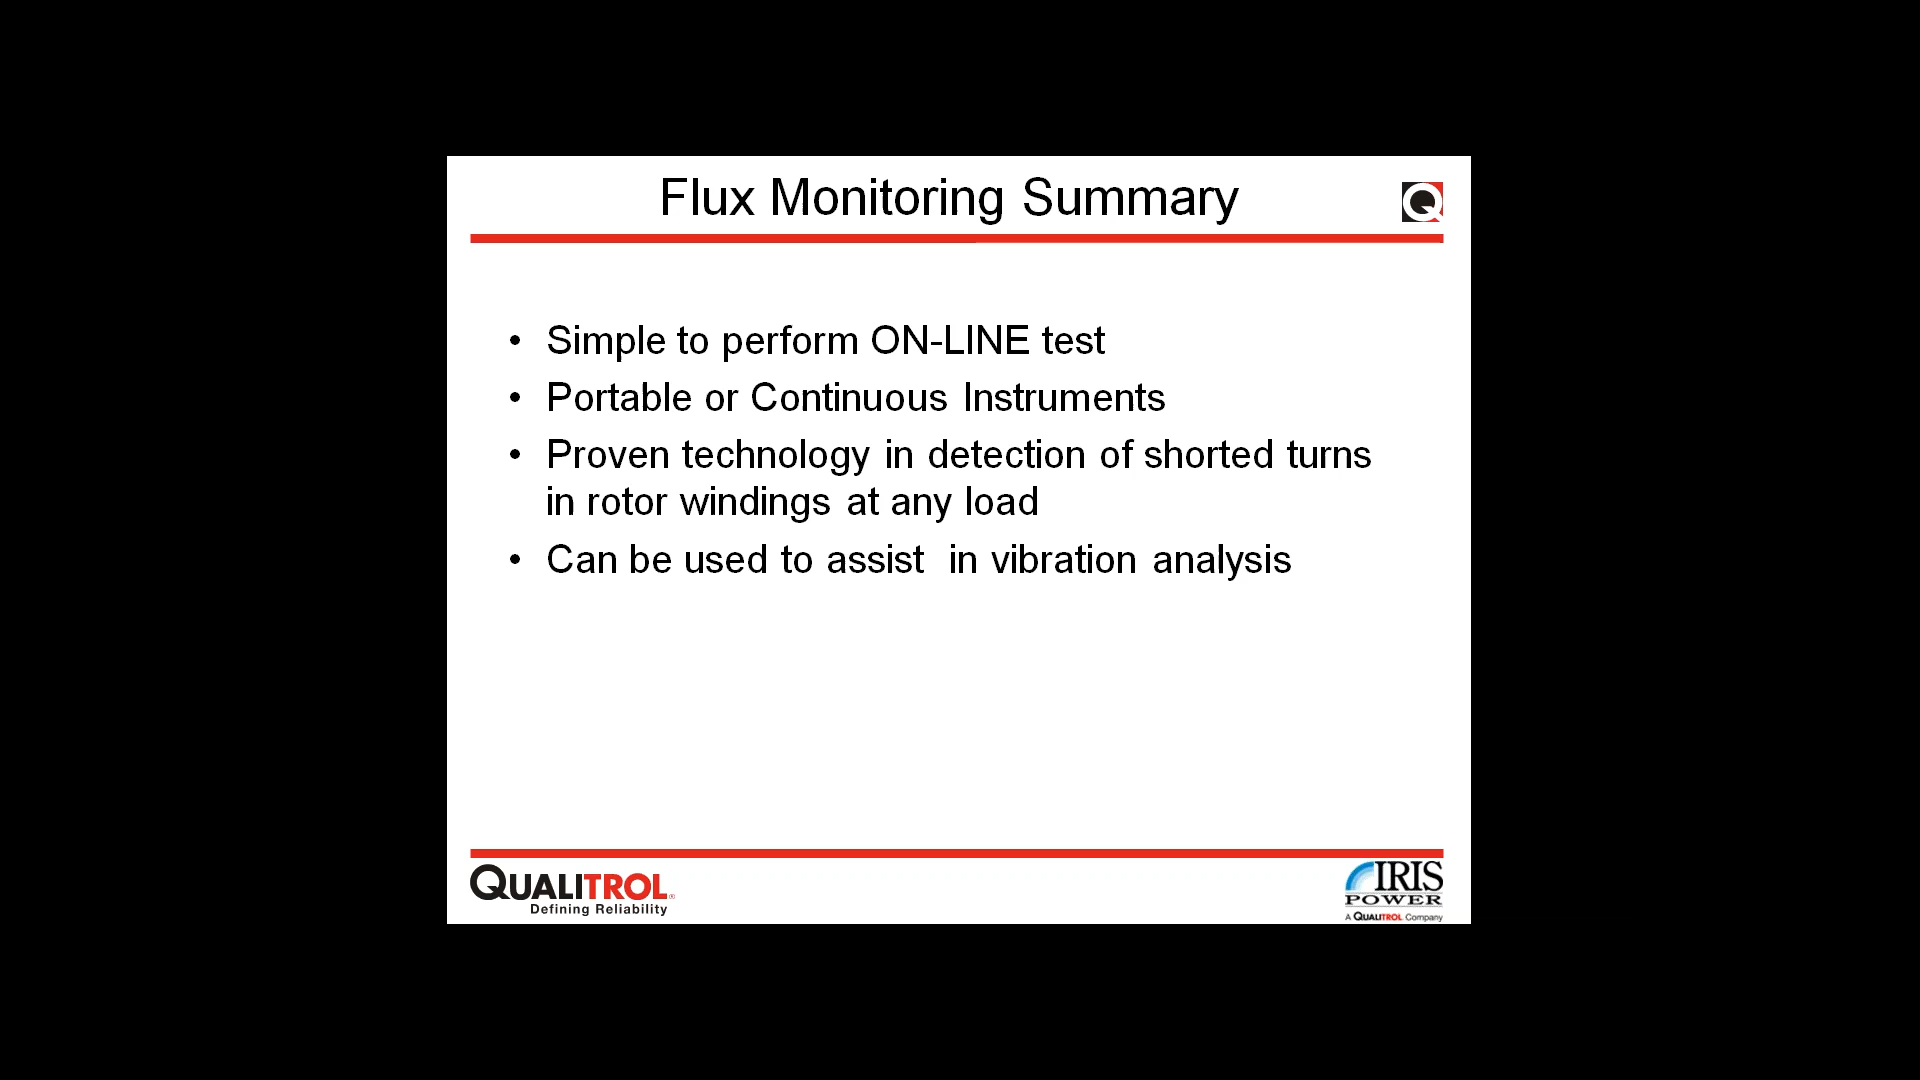 Flux Monitoring Summary
• Simple to perform ON-LINE test
• Portable or Continuous Instruments
• Proven technology in detection of shorted turns
in rotor windings at any load
• Can be used to assist  in vibration analysis
QUALITROL®
Defining Reliability
IRIS
POWER
A QUALITROL Company